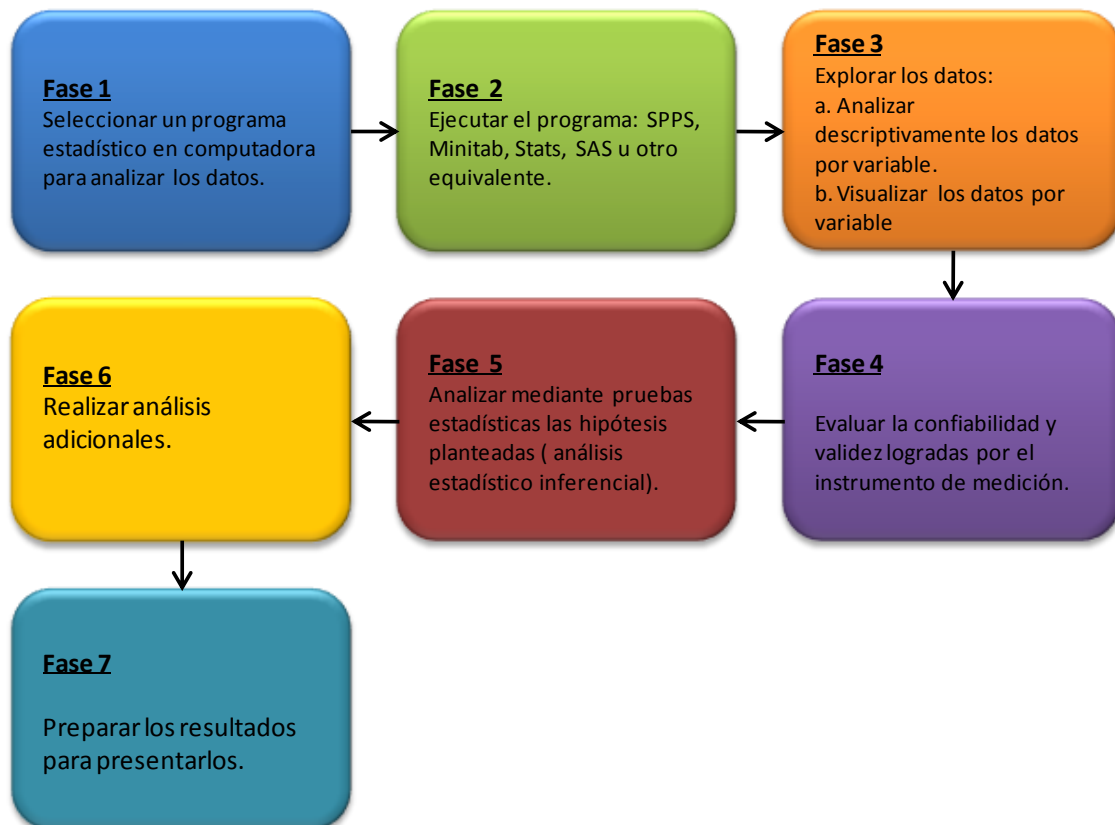 Fase 1
Seleccionar un programa
estadístico en computadora
para analizar los datos.
Fase 2
Ejecutar el programa: SPPS,
Minitab, Stats, SAS u otro
equivalente.
Fase 3
Explorar los datos:
a. Analizar
descriptivamente los datos
por variable.
b. Visualizar los datos por
variable
Fase 4
Evaluar la confiabilidad y
validez logradas por el
instrumento de medición.
Fase 5
Analizar mediante pruebas
estadísticas las hipótesis
planteadas ( análisis
estadístico inferencial).
Fase 6
Realizar análisis
adicionales.
Fase 7
Preparar los resultados
para presentarlos.